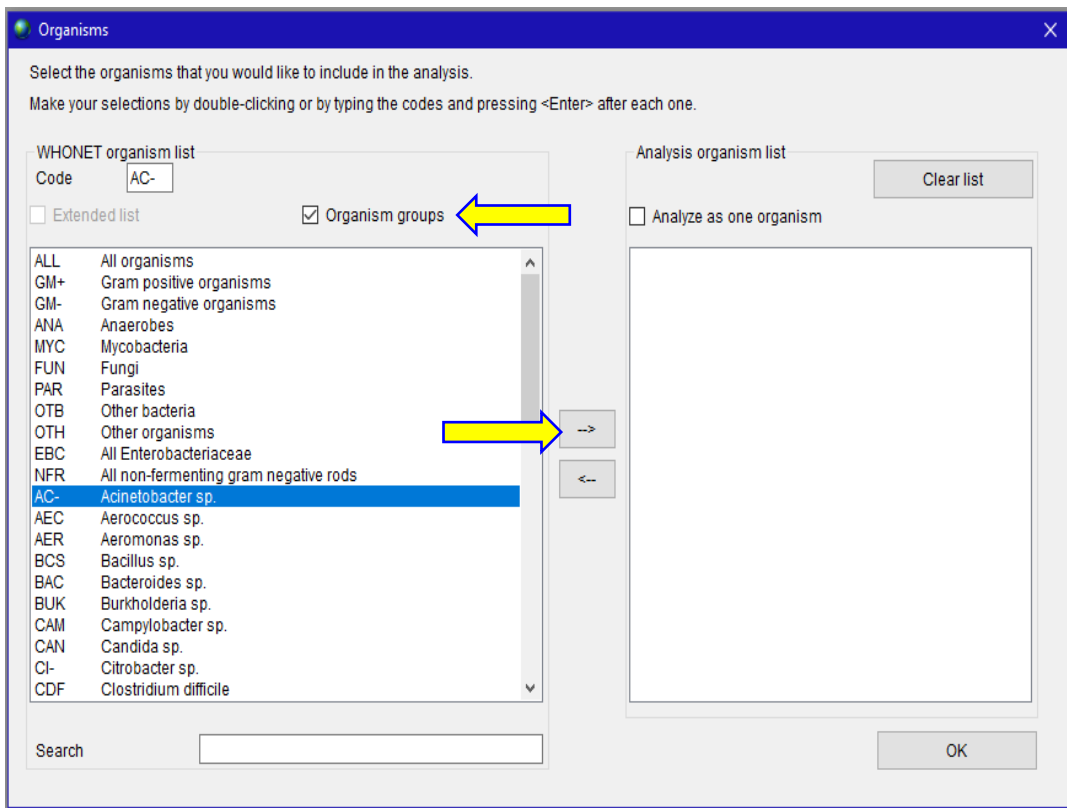 Organisms
Select the organisms that you would like to include in the analysis.
Make your selections by double-clicking or by typing the codes and pressing <Enter> after each one.
WHONET organism list
Code AC-
Extended list Organism groups
ALL All organisms
GM+ Gram positive organisms
GM- Gram negative organisms
ANA Anaerobes
MYC Mycobacteria
FUN Fungi
PAR Parasites
OTB Other bacteria
OTH Other organisms
EBC All Enterobacteriaceae
NFR All non-fermenting gram negative rods
AC- Acinetobacter sp.
AEC Aerococcus sp.
AER Aeromonas sp.
BCS Bacillus sp.
BAC Bacteroides sp.
BUK Burkholderia sp.
CAM Campylobacter sp.
CAN Candida sp.
CI- Citrobacter sp.
CDF Clostridium difficile
Search
-->
<--
Analysis organism list
Clear list
Analyze as one organism
OK